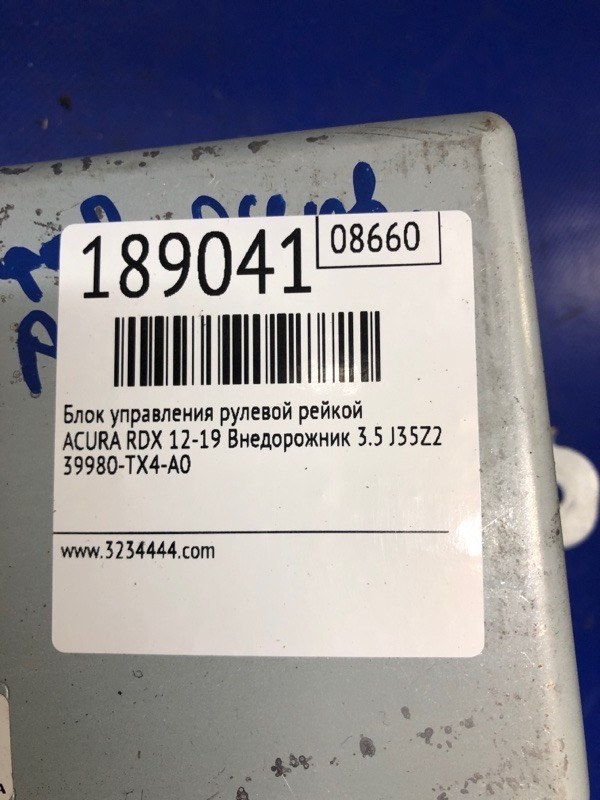 189041
08660
Блок управления рулевой рейкой
ACURA RDX 12-19 Внедорожник 3.5 J35Z2
39980-TX4-A0
www.3234444.com